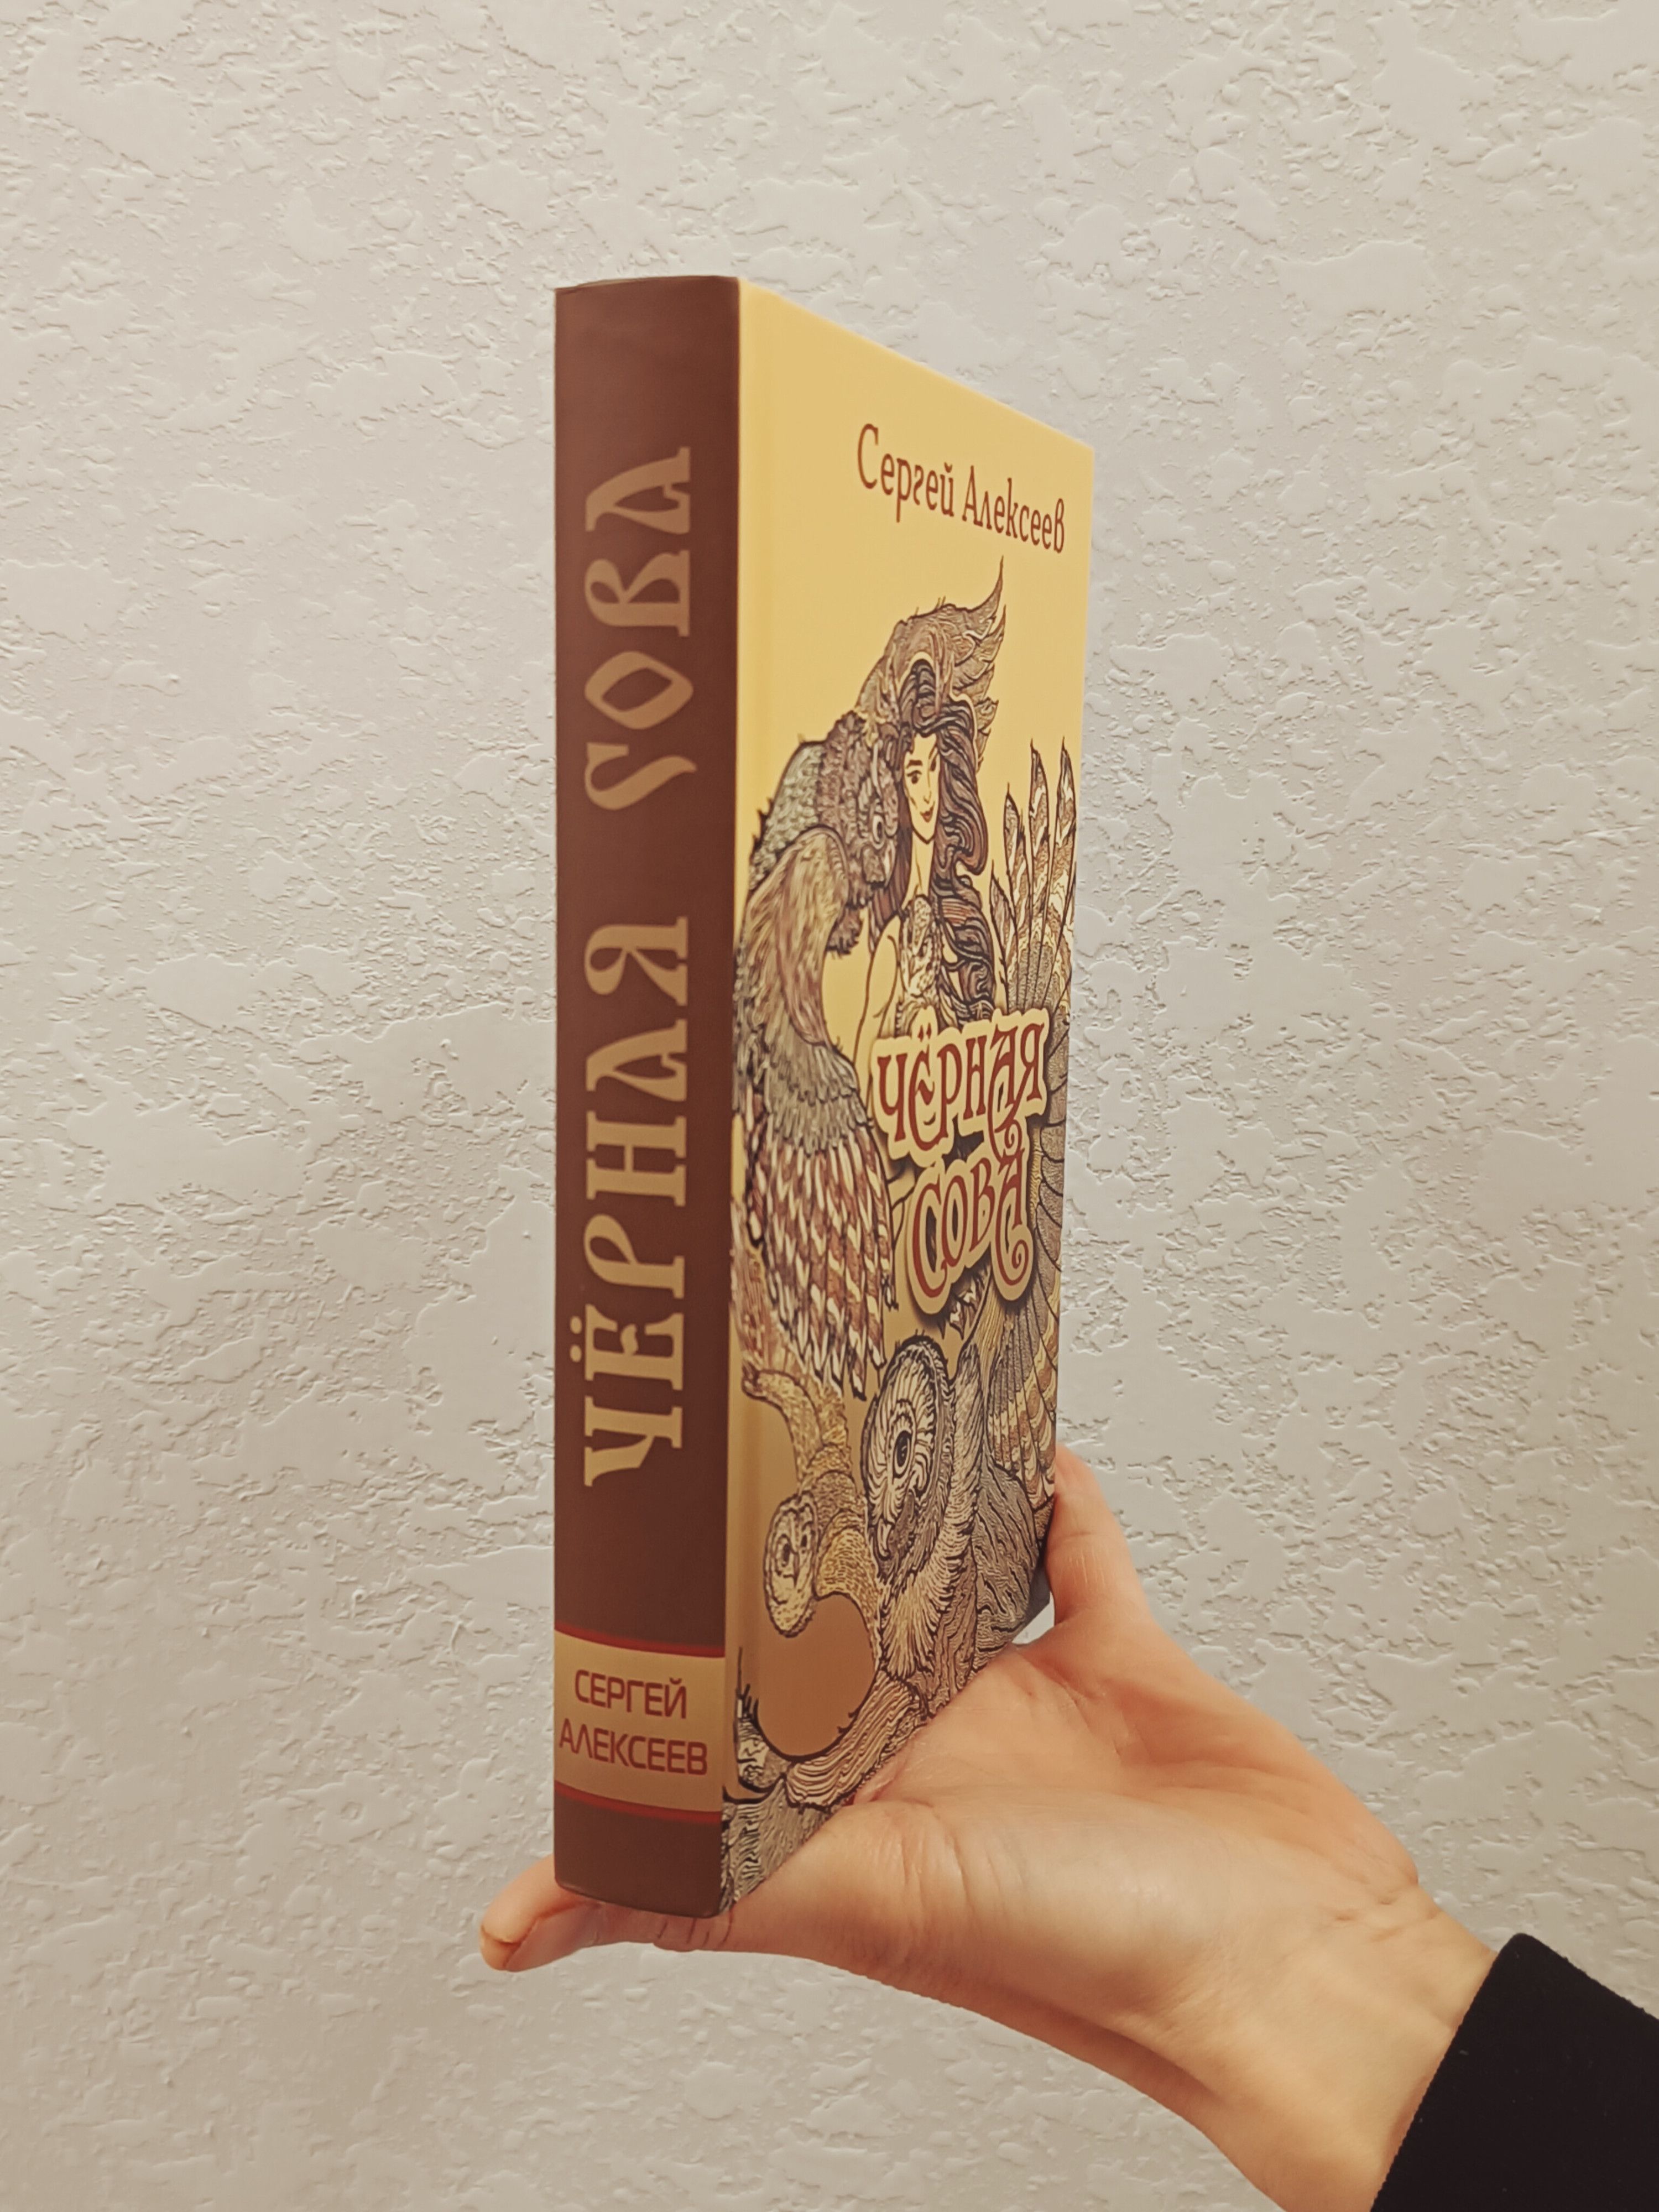 ЧЁРНАЯ СОВА
СЕРГЕЙ
АЛЕКСЕЕВ
Сергей Алексеев
ЧЁРНАЯ
СОВА